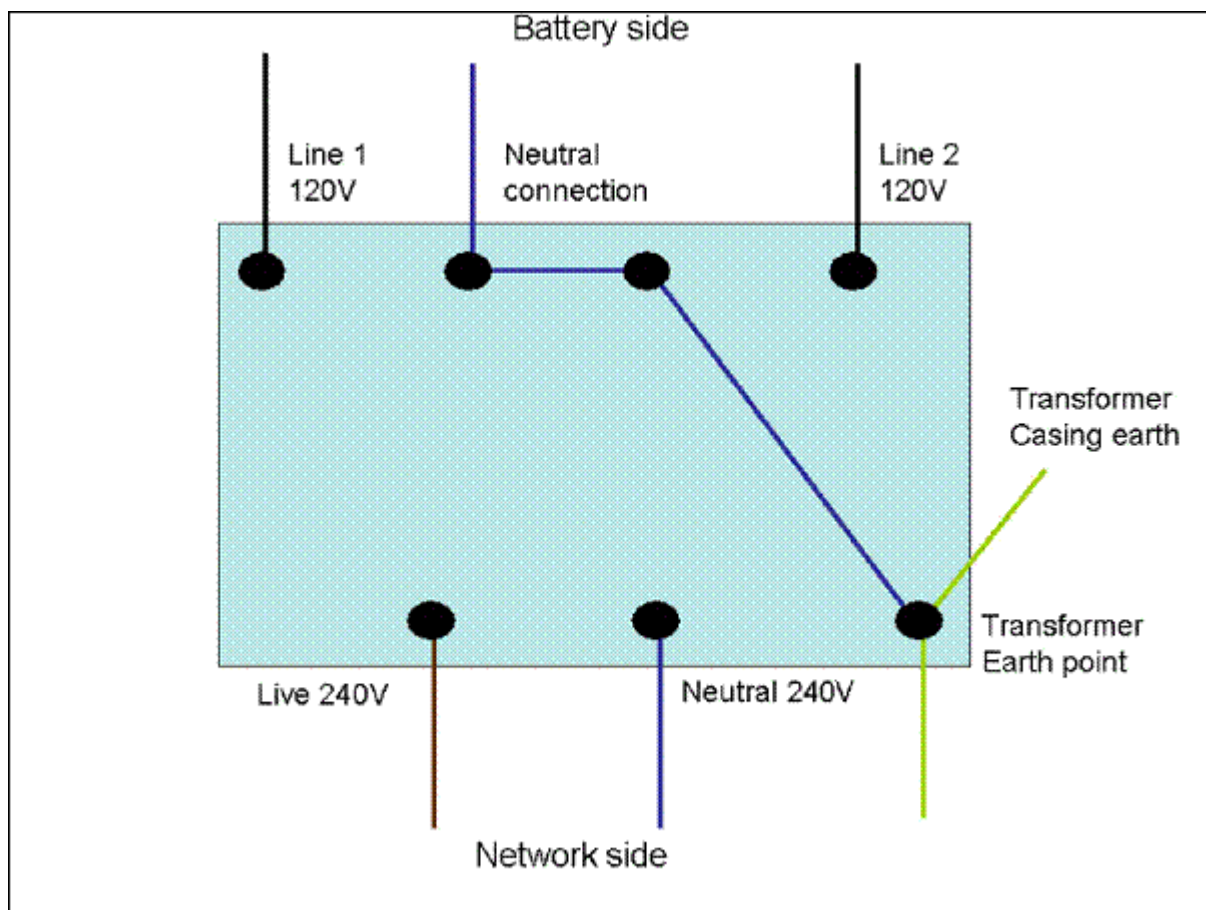 Battery side
Line 1
120V
Neutral
connection
Line 2
120V
Transformer
Casing earth
Transformer
Earth point
Live 240V
Neutral 240V
Network side